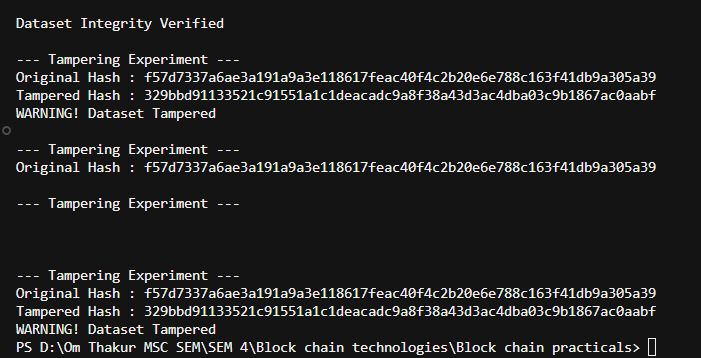 Dataset Integrity Verified
--- Tampering Experiment ---
Original Hash : f57d7337a6ae3a191a9a3e118617feac40f4c2b20e6e788c163f41db9a305a39
Tampered Hash : 329bbd91133521c91551a1c1deacadc9a8f38a43d3ac4dba03c9b1867ac0aabf
WARNING! Dataset Tampered
--- Tampering Experiment ---
Original Hash : f57d7337a6ae3a191a9a3e118617feac40f4c2b20e6e788c163f41db9a305a39
--- Tampering Experiment ---
--- Tampering Experiment ---
Original Hash : f57d7337a6ae3a191a9a3e118617feac40f4c2b20e6e788c163f41db9a305a39
Tampered Hash : 329bbd91133521c91551a1c1deacadc9a8f38a43d3ac4dba03c9b1867ac0aabf
WARNING! Dataset Tampered
PS D:\Om Thakur MSC SEM\SEM 4\Block chain technologies\Block chain practicals>